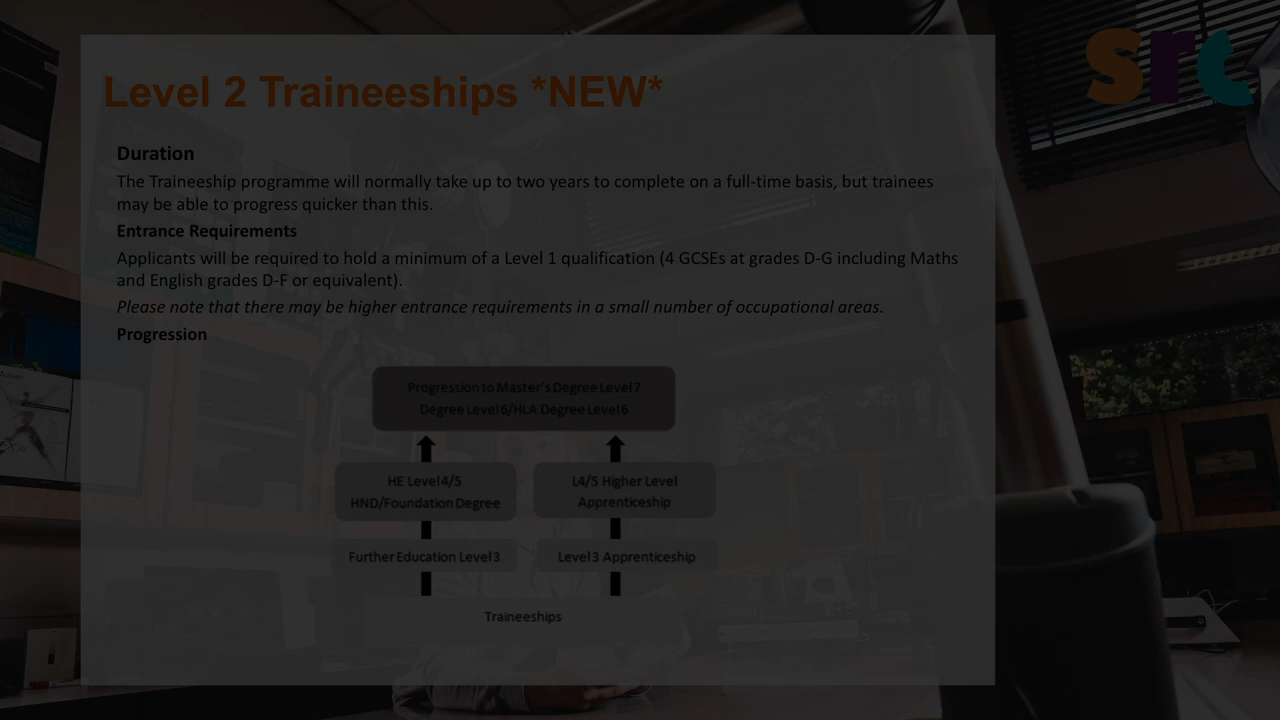 src
Level 2 Traineeships *NEW*
Duration
The Traineeship programme will normally take up to two years to complete on a full-time basis, but trainees
may be able to progress quicker than this.
Entrance Requirements
Applicants will be required to hold a minimum of a Level 1 qualification (4 GCSEs at grades D-G including Maths
and English grades D-F or equivalent).
Please note that there may be higher entrance requirements in a small number of occupational areas.
Progression
Progression to Master's Degree Level 7
Degree Level 6/HLA Degree Level 6
HE Level 4/5
HND/Foundation Degree
L4/5 Higher Level
Apprenticeship
Further Education Level 3
Level 3 Apprenticeship
Traineeships